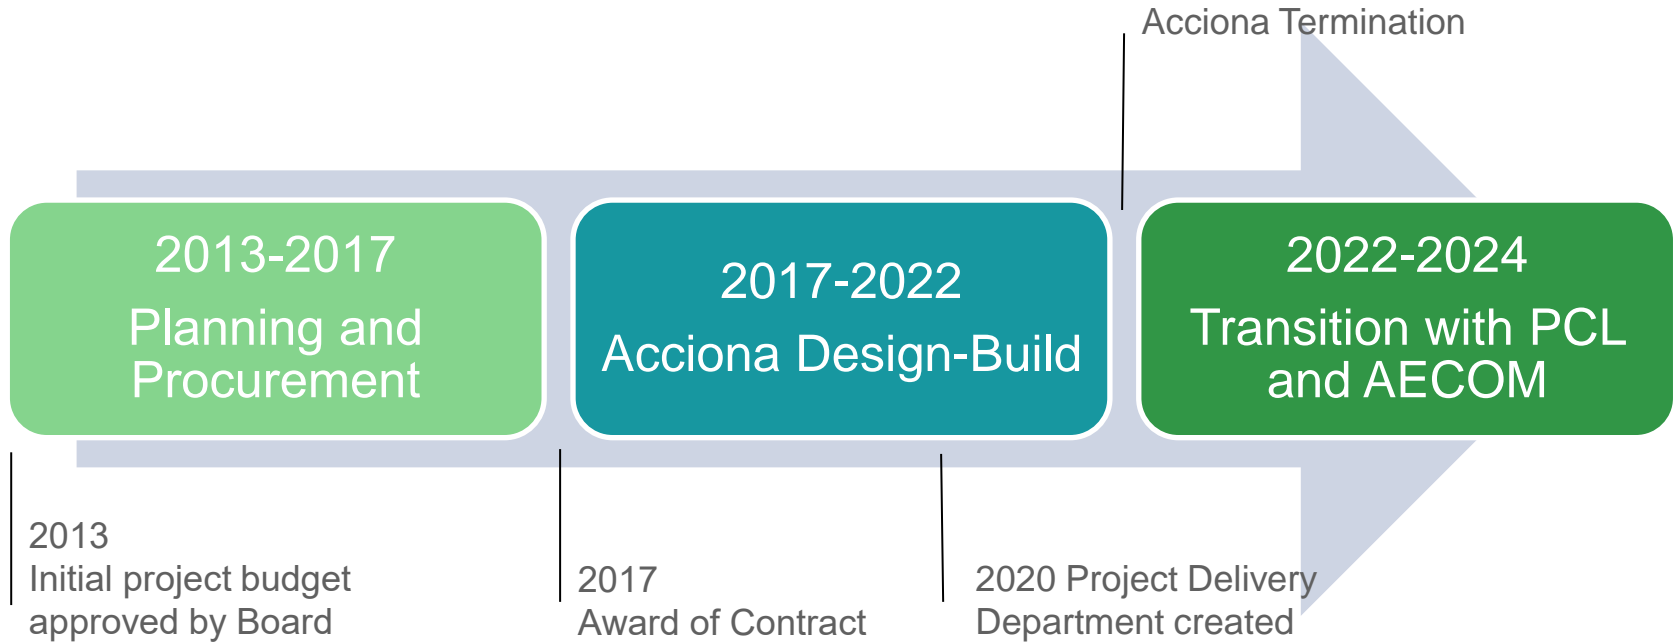 Acciona Termination
2013-2017
Planning and
Procurement
2017-2022
Acciona Design-Build
2022-2024
Transition with PCL
and AECOM
2013
Initial project budget
approved by Board
2017
Award of Contract
2020 Project Delivery
Department created